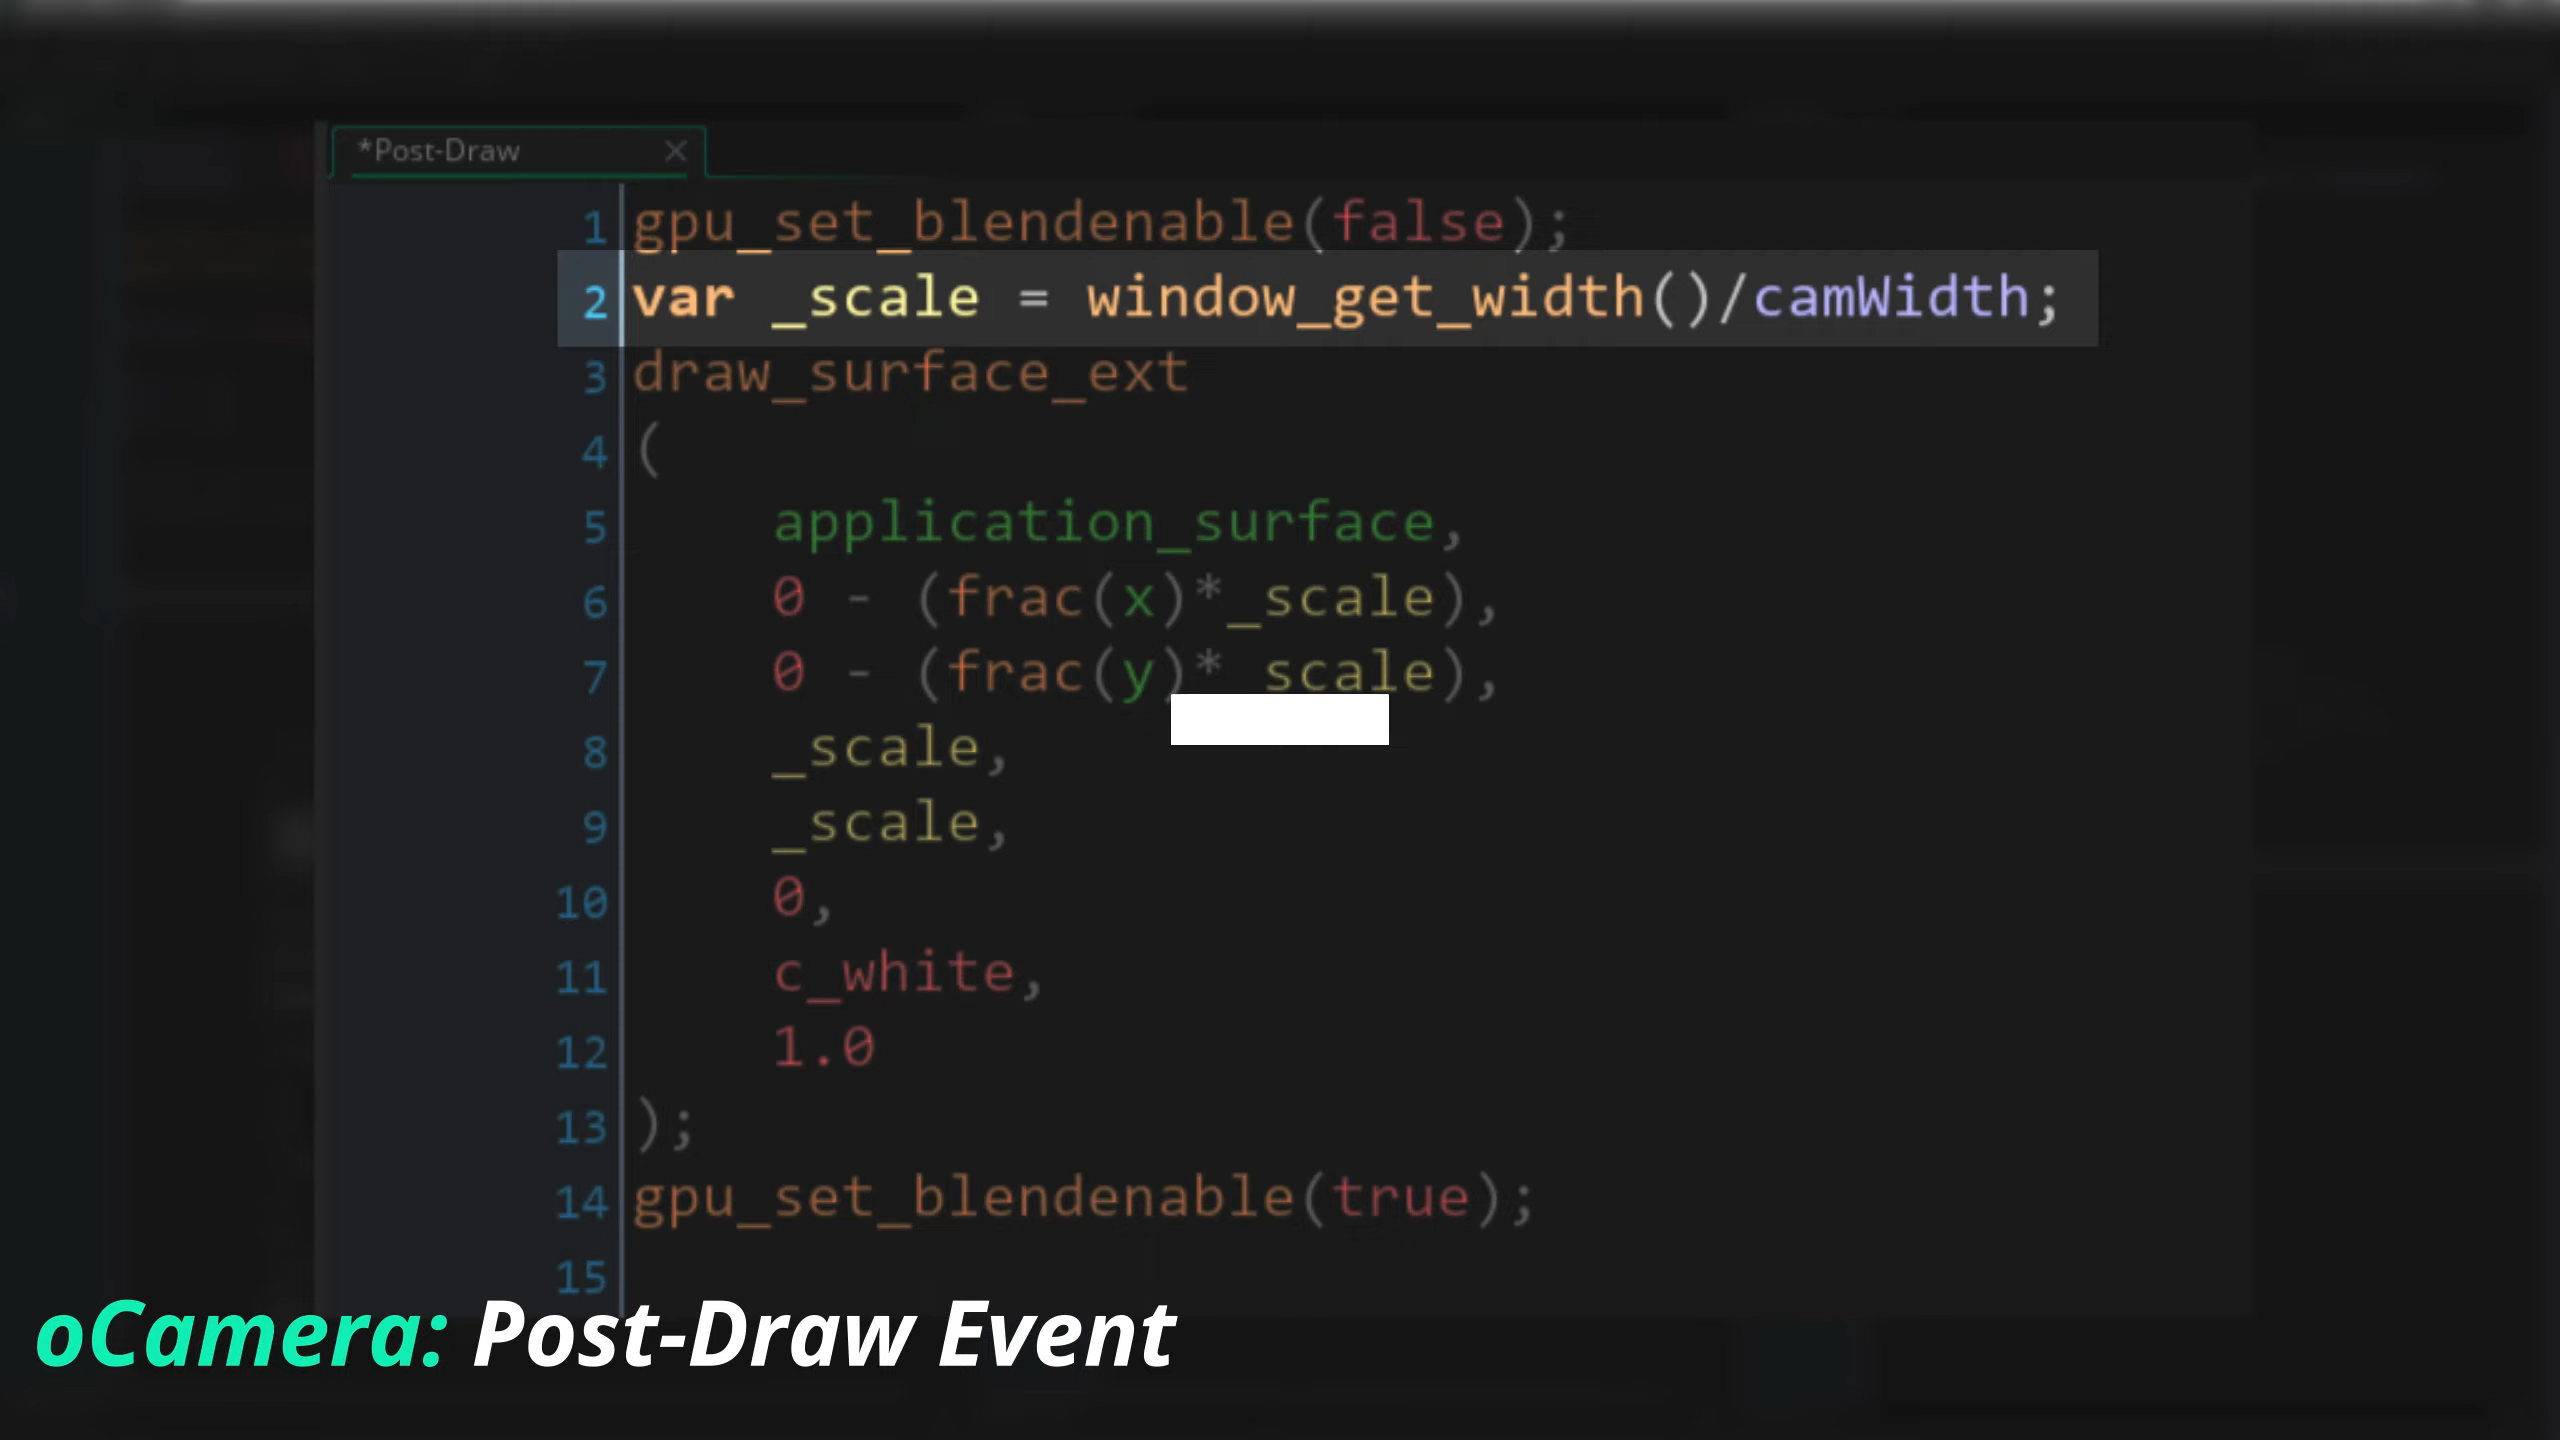 *Post-Draw
1 gpu_set_blendenable(false);
2 var _scale = window_get_width()/camWidth;
3 draw_surface_ext
4 (
5 application_surface,
6 0 - (frac(x)*_scale),
7 0 - (frac(y)*_scale),
8 _scale,
9 _scale,
10 0,
11 c_white,
12 1.0
13 );
14 gpu_set_blendenable(true);
15
oCamera: Post-Draw Event